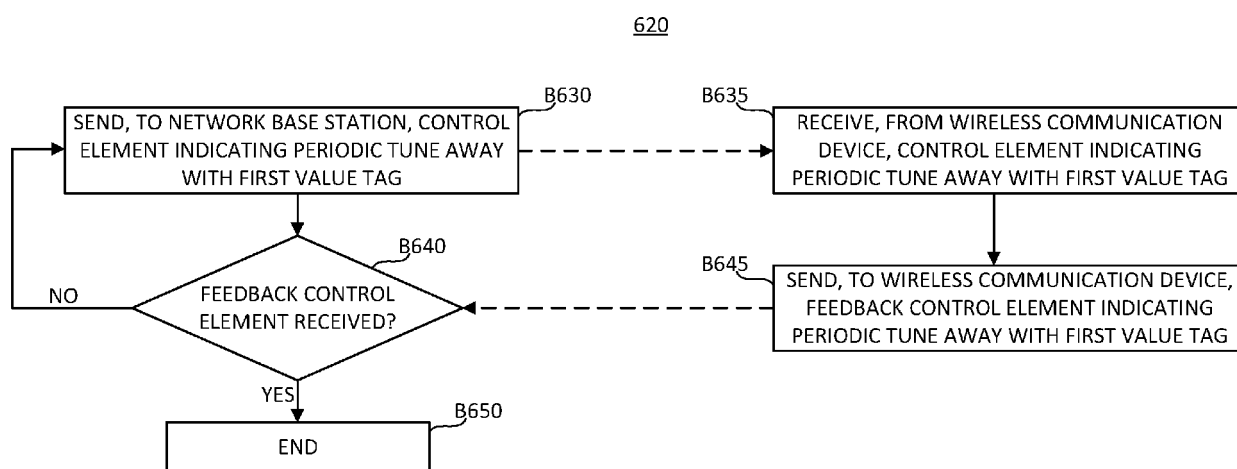 620
B630
SEND, TO NETWORK BASE STATION, CONTROL
ELEMENT INDICATING PERIODIC TUNE AWAY
WITH FIRST VALUE TAG
B635
RECEIVE, FROM WIRELESS COMMUNICATION
DEVICE, CONTROL ELEMENT INDICATING
PERIODIC TUNE AWAY WITH FIRST VALUE TAG
B640
FEEDBACK CONTROL
ELEMENT RECEIVED?
NO
B645
SEND, TO WIRELESS COMMUNICATION DEVICE,
FEEDBACK CONTROL ELEMENT INDICATING
PERIODIC TUNE AWAY WITH FIRST VALUE TAG
YES
B650
END